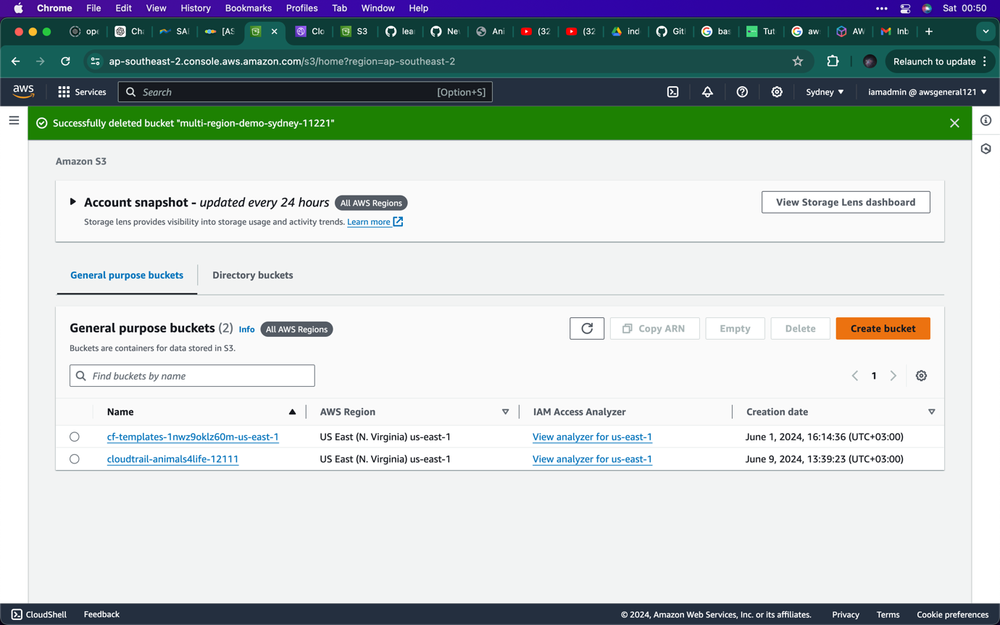 Chrome File Edit View History Bookmarks Profiles Tab Window Help Sat 00:50
ope Cha SAI [AS Clo S3 lea Nev Ani (32 (32 ind Gitl bas Tut aw AW Inb
ap-southeast-2.console.aws.amazon.com/s3/home?region=ap-southeast-2 Relaunch to update
aws Services Search [Option+S] Sydney iamadmin @ awsgeneral121
Successfully deleted bucket "multi-region-demo-sydney-11221"
Amazon S3
Account snapshot - updated every 24 hours All AWS Regions View Storage Lens dashboard
Storage lens provides visibility into storage usage and activity trends. Learn more
General purpose buckets Directory buckets
General purpose buckets (2) Info All AWS Regions Copy ARN Empty Delete Create bucket
Buckets are containers for data stored in S3.
Find buckets by name 1
Name AWS Region IAM Access Analyzer Creation date
cf-templates-1nwz9oklz60m-us-east-1 US East (N. Virginia) us-east-1 View analyzer for us-east-1 June 1, 2024, 16:14:36 (UTC+03:00)
cloudtrail-animals4life-12111 US East (N. Virginia) us-east-1 View analyzer for us-east-1 June 9, 2024, 13:39:23 (UTC+03:00)
CloudShell Feedback © 2024, Amazon Web Services, Inc. or its affiliates. Privacy Terms Cookie preferences